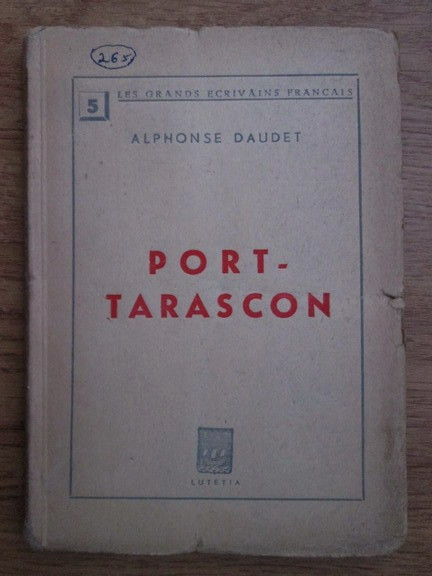 265
5
LES GRANDS ECRIVAINS FRANCAIS
ALPHONSE DAUDET
PORT-
TARASCON
LUTETIA